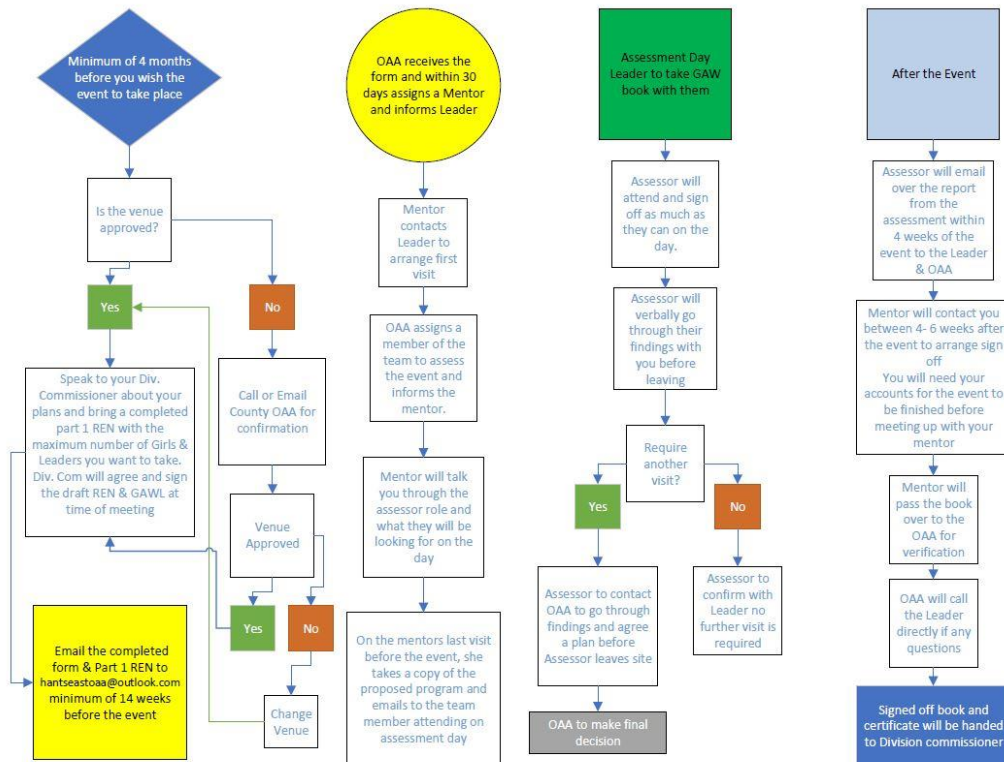 Minimum of 4 months
before you wish the
event to take place
Is the venue
approved?
Yes
No
Speak to your Div.
Commissioner about your
plans and bring a completed
part 1 REN with the
maximum number of Girls &
Leaders you want to take.
Div. Com will agree and sign
the draft REN & GAWL at
time of meeting
Call or Email
County OAA for
confirmation
Venue
Approved
Yes
No
Change
Venue
Email the completed
form & Part 1 REN to
hantseastoaa@outlook.com
minimum of 14 weeks
before the event
OAA receives the
form and within 30
days assigns a Mentor
and informs Leader
Mentor
contacts
Leader to
arrange first
visit
OAA assigns a
member of the
team to assess
the event and
informs the
mentor.
Mentor will talk
you through the
assessor role and
what they will be
looking for on the
day
On the mentors last visit
before the event, she
takes a copy of the
proposed program and
emails to the team
member attending on
assessment day
Assessment Day
Leader to take GAW
book with them
Assessor will
attend and sign
off as much as
they can on the
day.
Assessor will
verbally go
through their
findings with
you before
leaving
Require
another
visit?
Yes
No
Assessor to contact
OAA to go through
findings and agree
a plan before
Assessor leaves site
Assessor to
confirm with
Leader no
further visit is
required
OAA to make final
decision
After the Event
Assessor will email
over the report
from the
assessment within
4 weeks of the
event to the Leader
& OAA
Mentor will contact you
between 4- 6 weeks after
the event to arrange sign
off
You will need your
accounts for the event to
be finished before
meeting up with your
mentor
Mentor will
pass the book
over to the
OAA for
verification
OAA will call
the Leader
directly if any
questions
Signed off book and
certificate will be handed
to Division commissioner